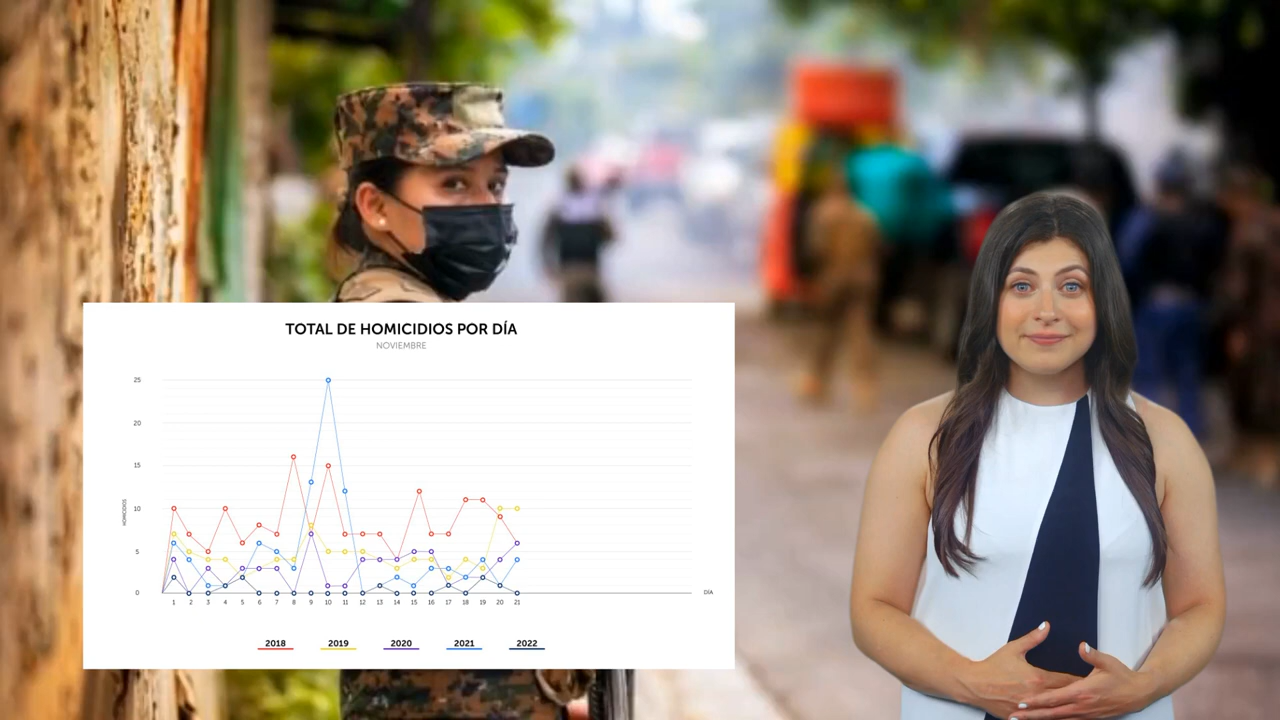 TOTAL DE HOMICIDIOS POR DÍA
NOVIEMBRE
25
20
15
10
5
0
HOMICIDIOS
1 2 3 4 5 6 7 8 9 10 11 12 13 14 15 16 17 18 19 20 21
DÍA
2018 2019 2020 2021 2022